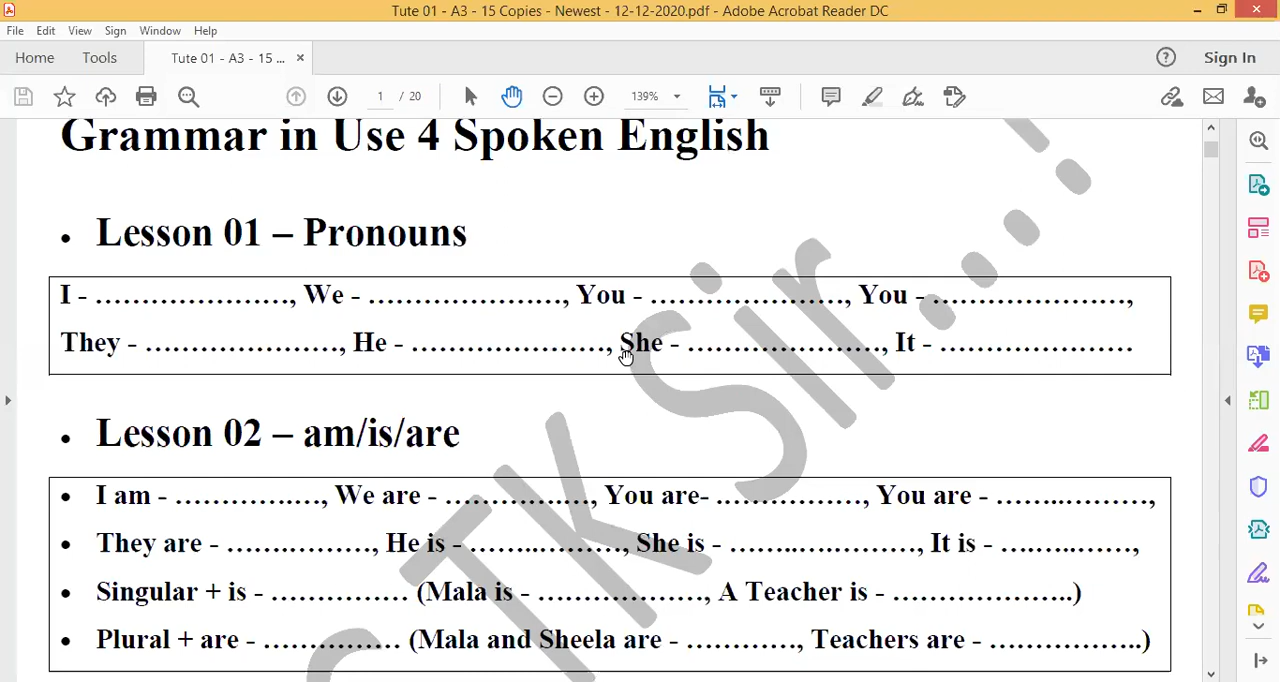 Tute 01 - A3 - 15 Copies - Newest - 12-12-2020.pdf - Adobe Acrobat Reader DC
File Edit View Sign Window Help
Home Tools Tute 01 - A3 - 15 ... × Sign In
1 / 20 139%
Grammar in Use 4 Spoken English
• Lesson 01 – Pronouns
I - …………………, We - …………………, You - …………………, You - …………………,
They - …………………, He - …………………, She - …………………, It - …………………
• Lesson 02 – am/is/are
• I am - ………….…, We are - ………….…, You are- ………………, You are - ……..………,
• They are - …….………, He is - ……..………, She is - …….….………, It is - ….…..……,
• Singular + is - …………… (Mala is - ………………, A Teacher is - ………………..)
• Plural + are - …………… (Mala and Sheela are - …………, Teachers are - ……………..)
TK Sir...!